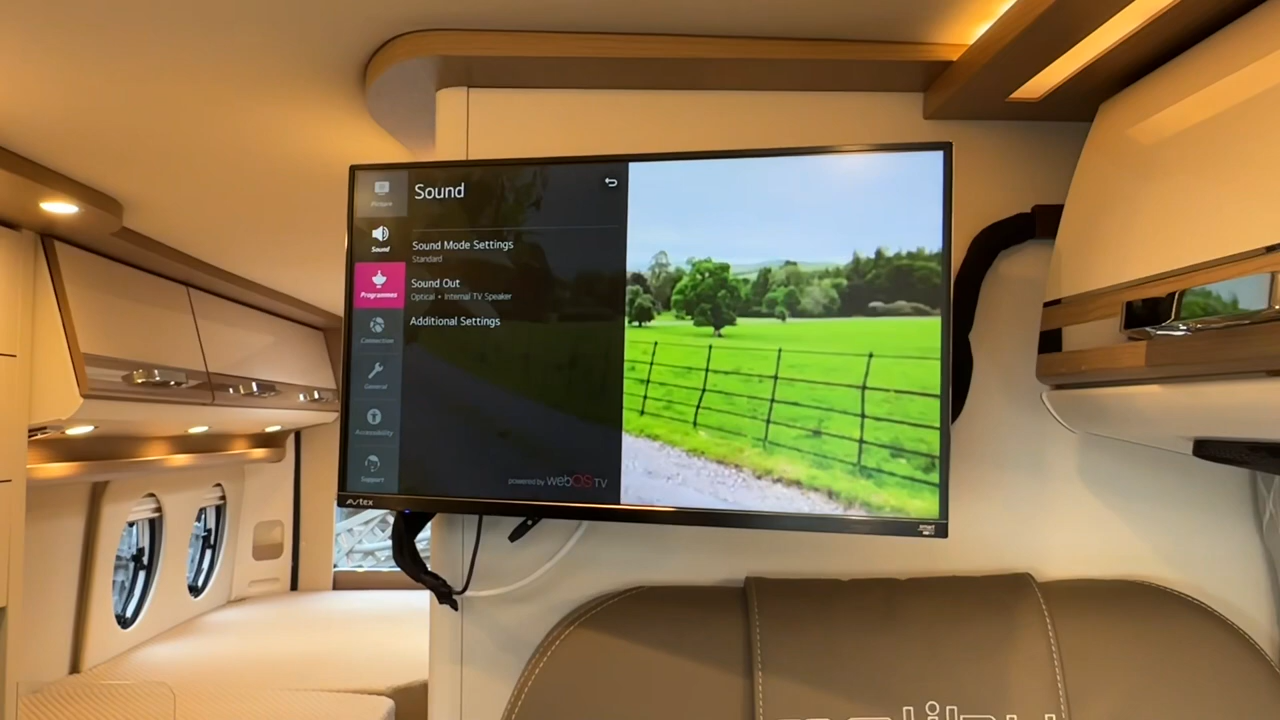 Picture
Sound
Sound
Programmes
Connection
General
Accessibility
Support
Sound Mode Settings
Standard
Sound Out
Optical • Internal TV Speaker
Additional Settings
powered by webOS TV
AVtex
smart